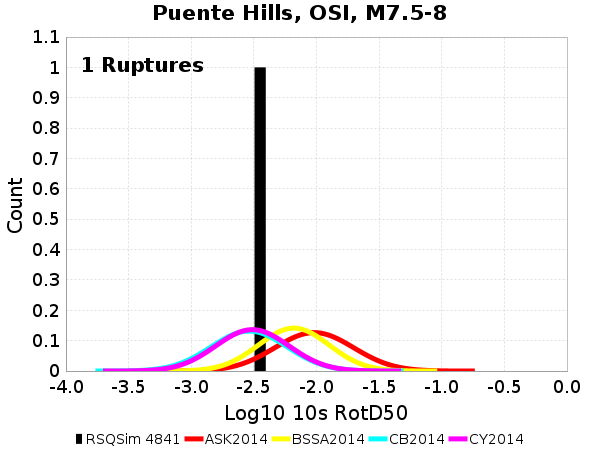 Puente Hills, OSI, M7.5-8
1 Ruptures
1.1
1
0.9
0.8
0.7
0.6
0.5
0.4
0.3
0.2
0.1
0
Count
-4.0 -3.5 -3.0 -2.5 -2.0 -1.5 -1.0 -0.5 0.0
Log10 10s RotD50
RSQSim 4841 ASK2014 BSSA2014 CB2014 CY2014